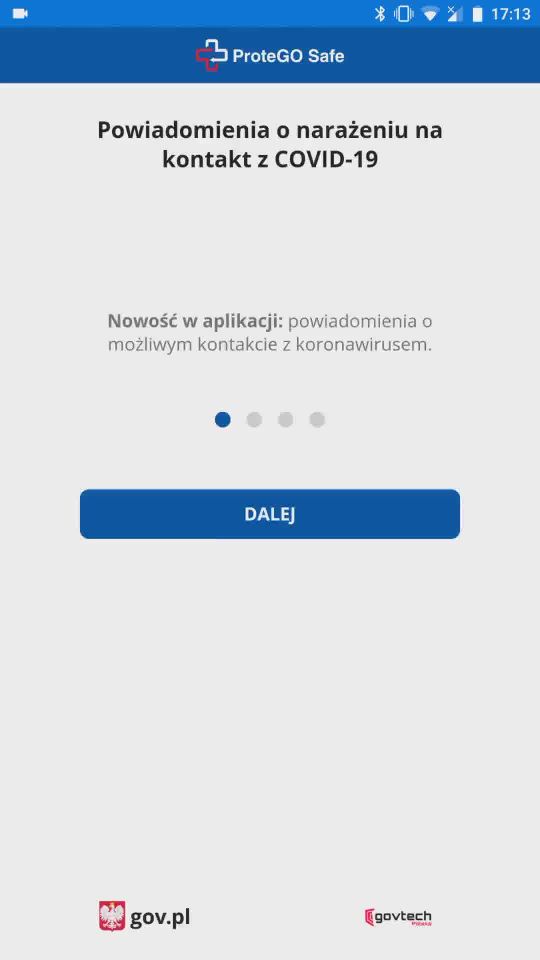 17:13
ProteGO Safe
Powiadomienia o narażeniu na
kontakt z COVID-19
Nowość w aplikacji: powiadomienia o
możliwym kontakcie z koronawirusem.
DALEJ
gov.pl
govtech